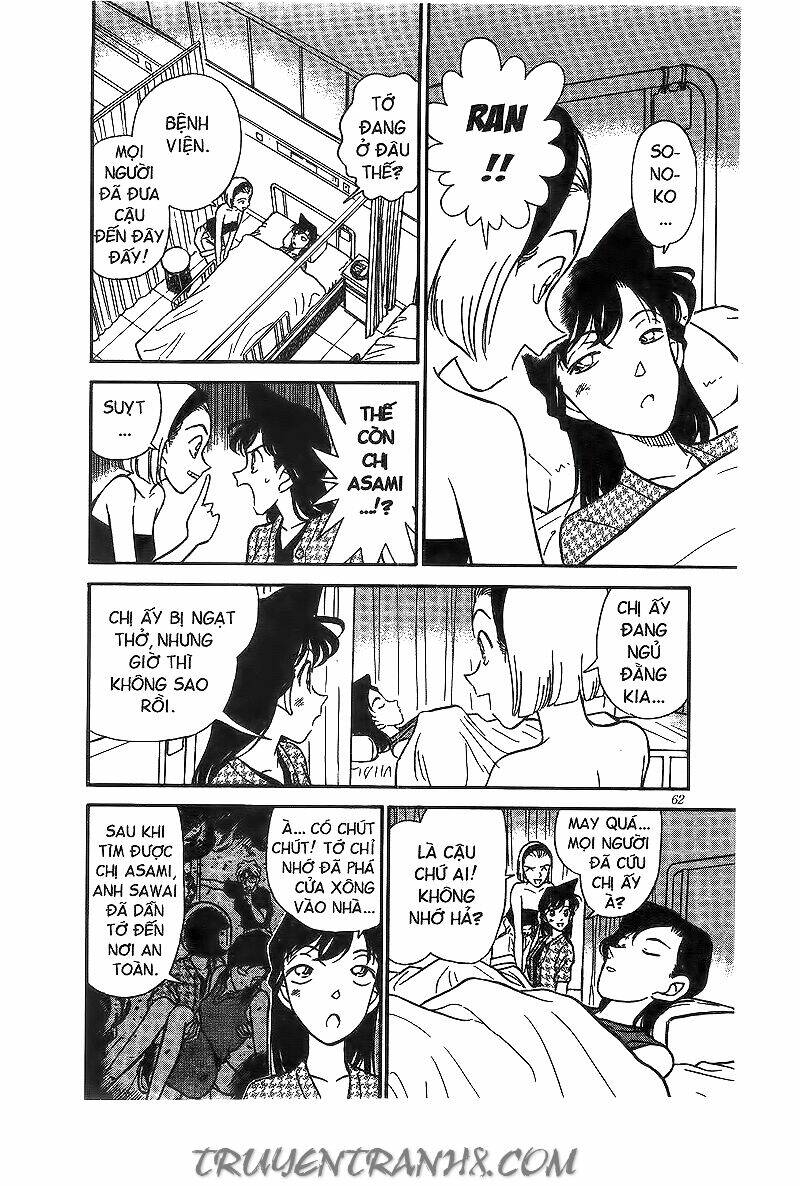 RAN
!!
SO-
NO-
KO
...
TỚ
ĐANG
Ở ĐÂU
THẾ?
BỆNH
VIỆN.
MỌI
NGƯỜI
ĐÃ ĐƯA
CẬU
ĐẾN ĐÂY
ĐẤY!
THẾ
CÒN
CHỊ
ASAMI
...!?
SUỴT
...
CHỊ ẤY
ĐANG
NGỦ
ĐẰNG
KIA...
CHỊ ẤY BỊ NGẠT
THỞ, NHƯNG
GIỜ THÌ
KHÔNG SAO
RỒI.
62
MAY QUÁ...
MỌI NGƯỜI
ĐÃ CỨU
CHỊ ẤY
À?
LÀ CẬU
CHỨ AI!
KHÔNG
NHỚ HẢ?
À... CÓ CHÚT
CHÚT! TỚ CHỈ
NHỚ ĐÃ PHÁ
CỬA XÔNG
VÀO NHÀ...
SAU KHI
TÌM ĐƯỢC
CHỊ ASAMI,
ANH SAWAI
ĐÃ DẪN
TỚ ĐẾN
NƠI AN
TOÀN.
TRUYENTRANH8.COM